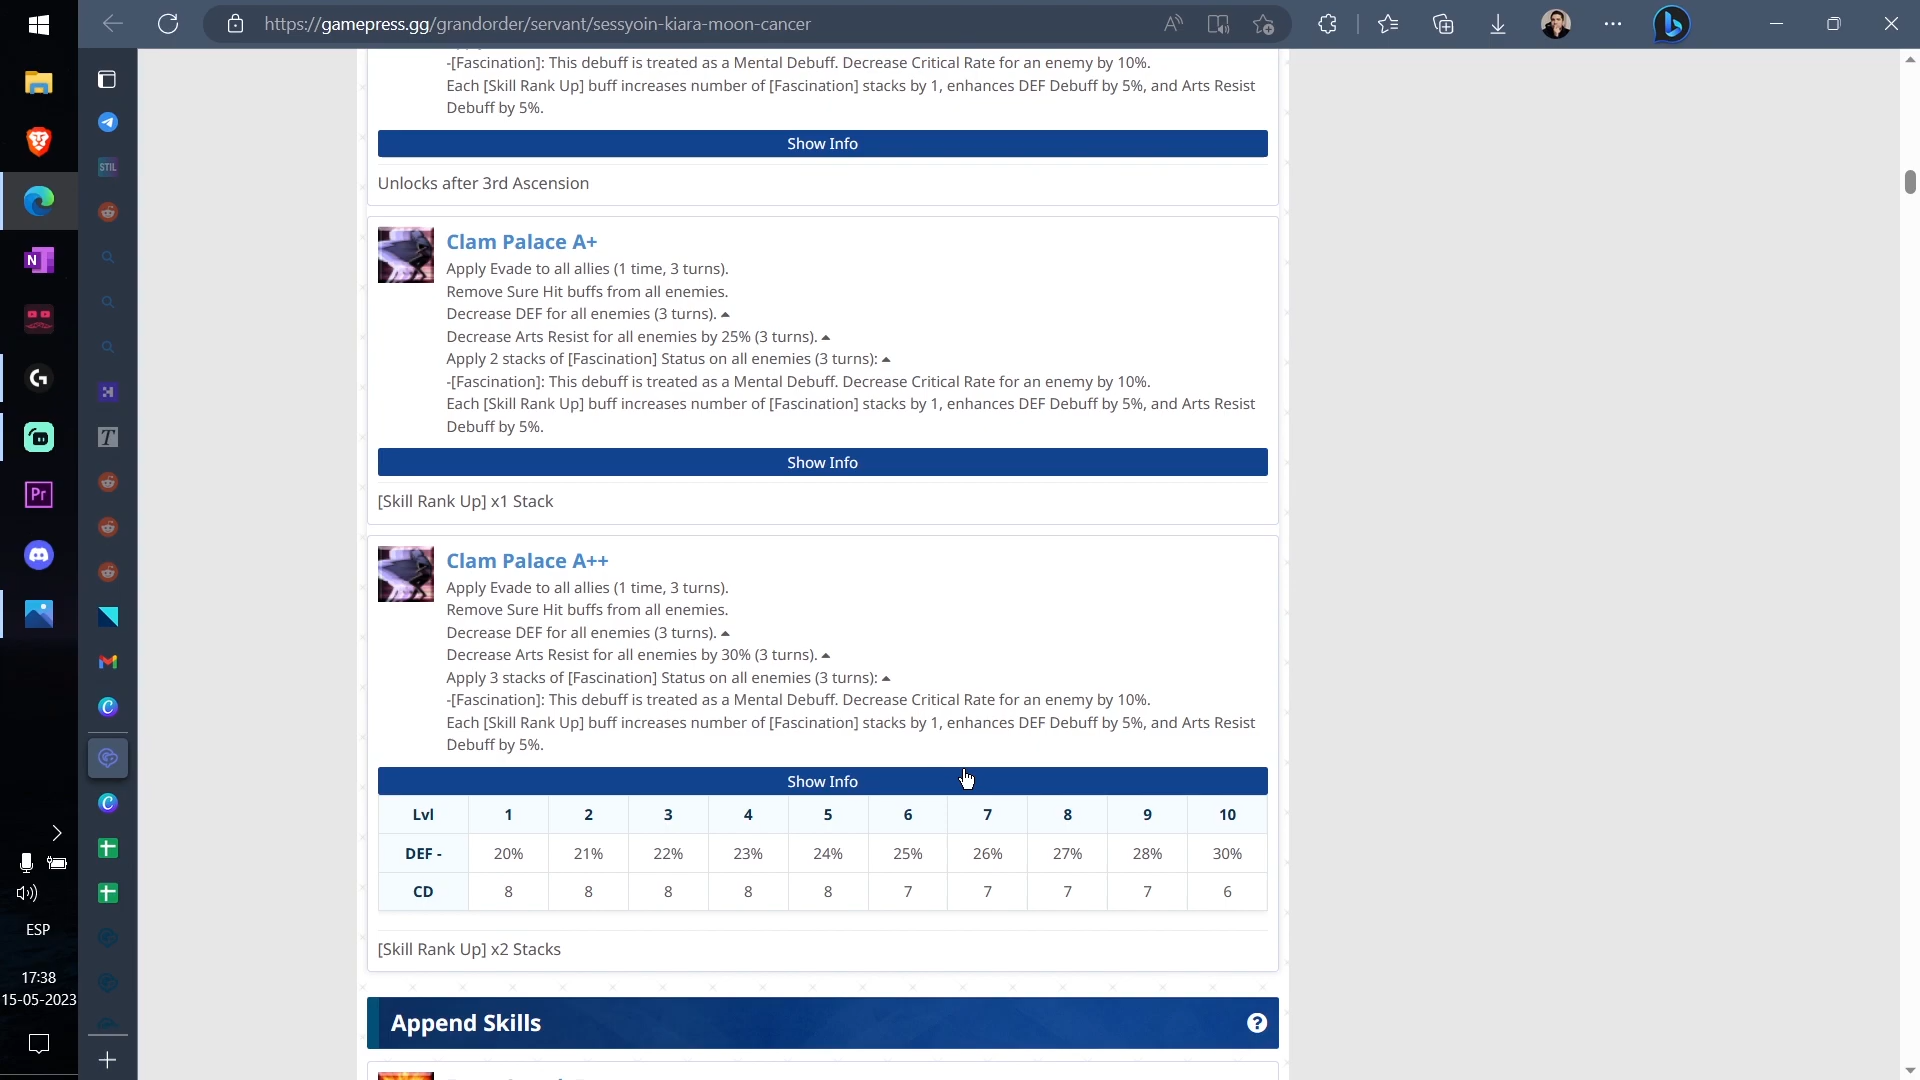 https://gamepress.gg/grandorder/servant/sessyoin-kiara-moon-cancer
-[Fascination]: This debuff is treated as a Mental Debuff. Decrease Critical Rate for an enemy by 10%.
Each [Skill Rank Up] buff increases number of [Fascination] stacks by 1, enhances DEF Debuff by 5%, and Arts Resist
Debuff by 5%.
Show Info
Unlocks after 3rd Ascension
Clam Palace A+
Apply Evade to all allies (1 time, 3 turns).
Remove Sure Hit buffs from all enemies.
Decrease DEF for all enemies (3 turns).
Decrease Arts Resist for all enemies by 25% (3 turns).
Apply 2 stacks of [Fascination] Status on all enemies (3 turns):
-[Fascination]: This debuff is treated as a Mental Debuff. Decrease Critical Rate for an enemy by 10%.
Each [Skill Rank Up] buff increases number of [Fascination] stacks by 1, enhances DEF Debuff by 5%, and Arts Resist
Debuff by 5%.
Show Info
[Skill Rank Up] x1 Stack
Clam Palace A++
Apply Evade to all allies (1 time, 3 turns).
Remove Sure Hit buffs from all enemies.
Decrease DEF for all enemies (3 turns).
Decrease Arts Resist for all enemies by 30% (3 turns).
Apply 3 stacks of [Fascination] Status on all enemies (3 turns):
-[Fascination]: This debuff is treated as a Mental Debuff. Decrease Critical Rate for an enemy by 10%.
Each [Skill Rank Up] buff increases number of [Fascination] stacks by 1, enhances DEF Debuff by 5%, and Arts Resist
Debuff by 5%.
Show Info
Lvl 1 2 3 4 5 6 7 8 9 10
DEF - 20% 21% 22% 23% 24% 25% 26% 27% 28% 30%
CD 8 8 8 8 8 7 7 7 7 6
[Skill Rank Up] x2 Stacks
Append Skills
STIL
N
Pr
T
ESP
17:38
15-05-2023